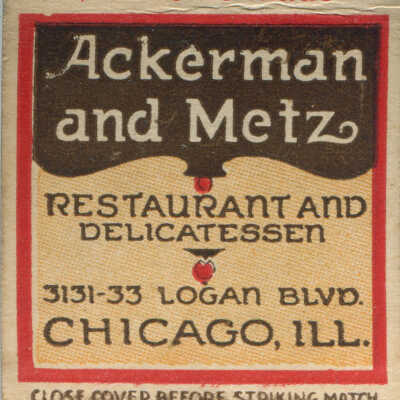 Ackerman
and Metz
RESTAURANT AND
DELICATESSEN
3131-33 LOGAN BLVD.
CHICAGO, ILL.
CLOSE COVER BEFORE STRIKING MATCH